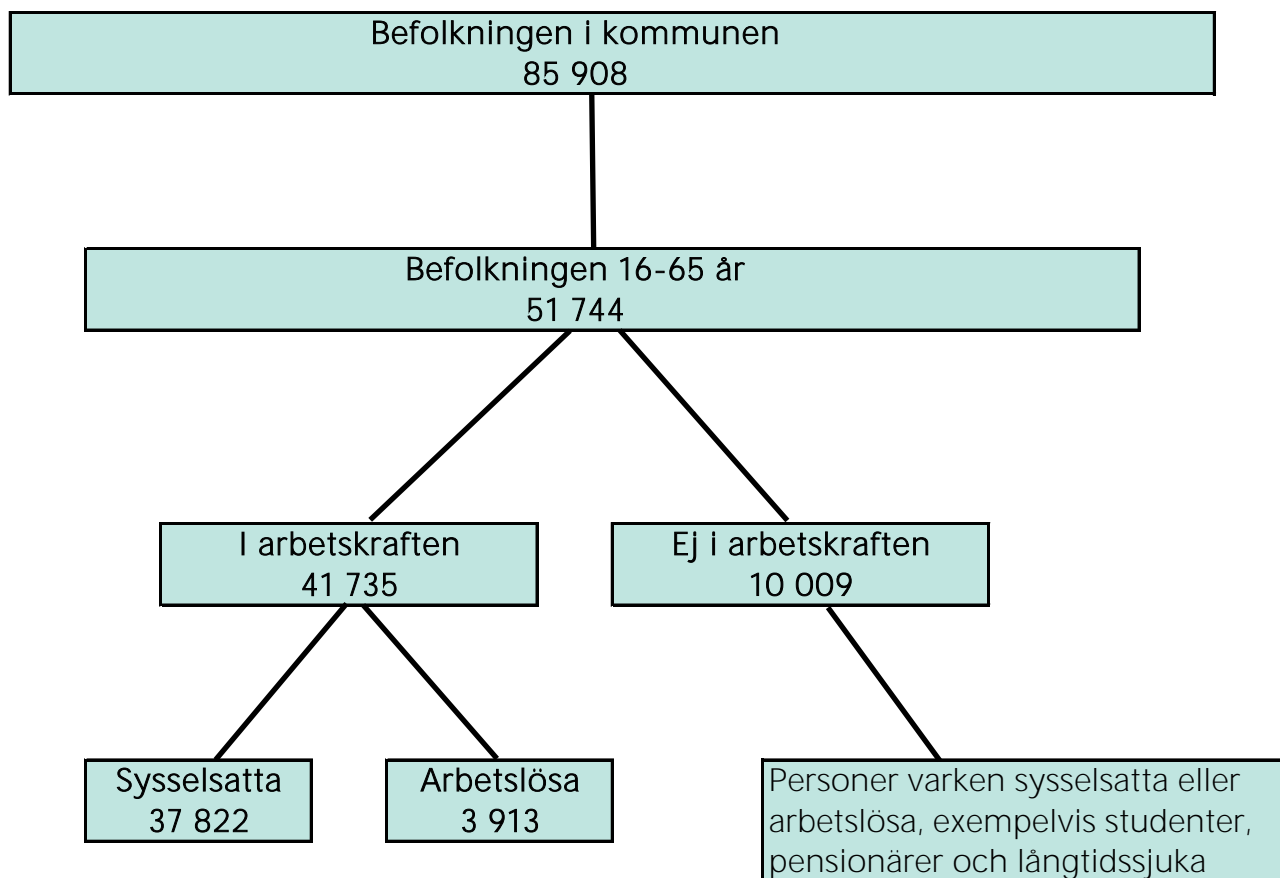 Befolkningen i kommunen
85 908
Befolkningen 16-65 år
51 744
I arbetskraften
41 735
Ej i arbetskraften
10 009
Sysselsatta
37 822
Arbetslösa
3 913
Personer varken sysselsatta eller
arbetslösa, exempelvis studenter,
pensionärer och långtidssjuka